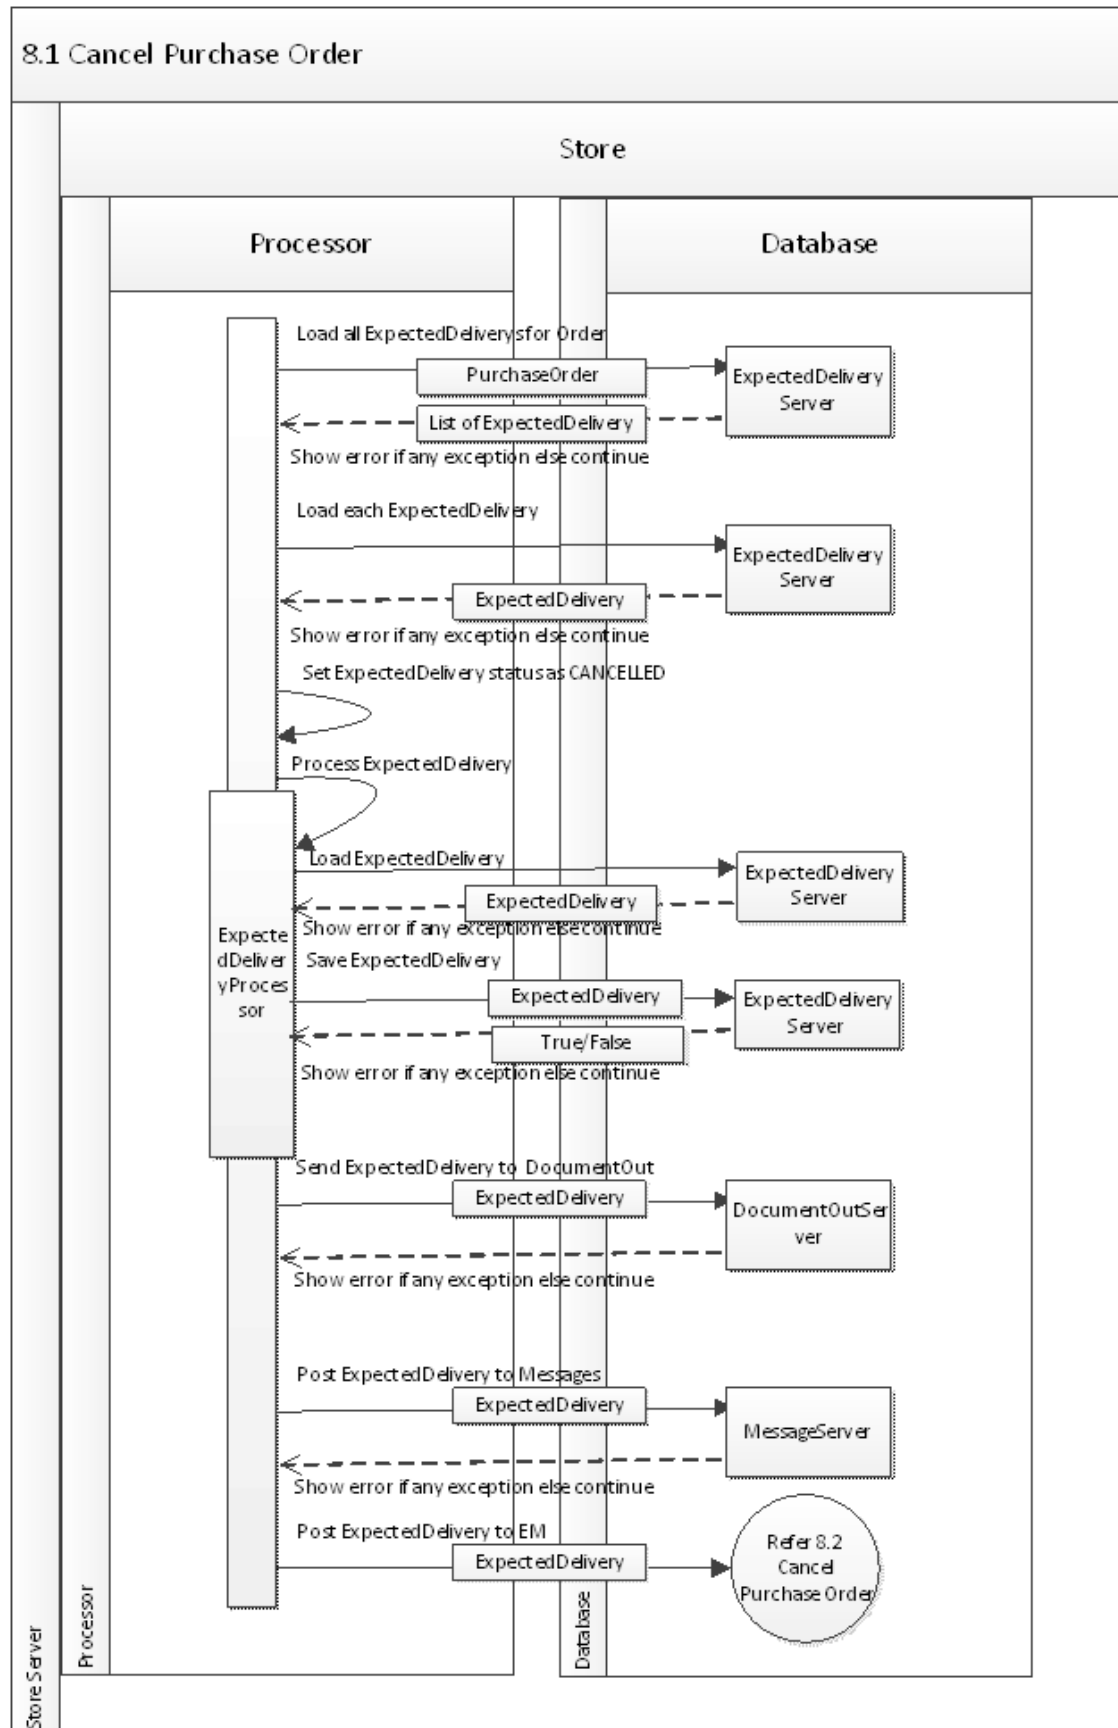 8.1 Cancel Purchase Order
Store
Processor
Database
Load all ExpectedDeliverys for Order
PurchaseOrder
ExpectedDelivery
Server
List of ExpectedDelivery
Show error if any exception else continue
Load each ExpectedDelivery
ExpectedDelivery
Server
ExpectedDelivery
Show error if any exception else continue
Set ExpectedDelivery status as CANCELLED
Process ExpectedDelivery
Load ExpectedDelivery
ExpectedDelivery
Server
ExpectedDelivery
Show error if any exception else continue
Expecte
dDeliver
yProces
sor
Save ExpectedDelivery
ExpectedDelivery
ExpectedDelivery
Server
True/False
Show error if any exception else continue
Send ExpectedDelivery to DocumentOut
ExpectedDelivery
DocumentOutSer
ver
Show error if any exception else continue
Post ExpectedDelivery to Messages
ExpectedDelivery
MessageServer
Show error if any exception else continue
Post ExpectedDelivery to EM
ExpectedDelivery
Refer 8.2
Cancel
Purchase Order
Processor
Database
Store Server